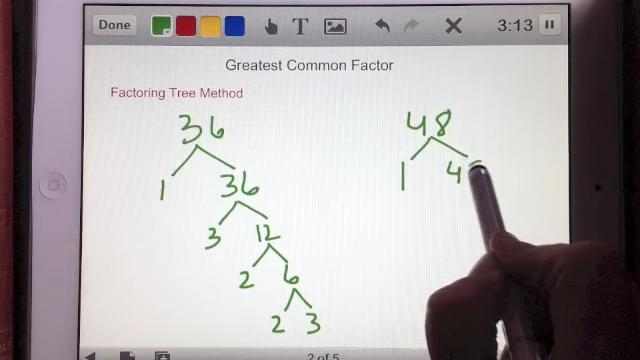 Done
T
3:13
Greatest Common Factor
Factoring Tree Method
36
48
1
36
1
4
3
12
2
6
2
3
2 of 5